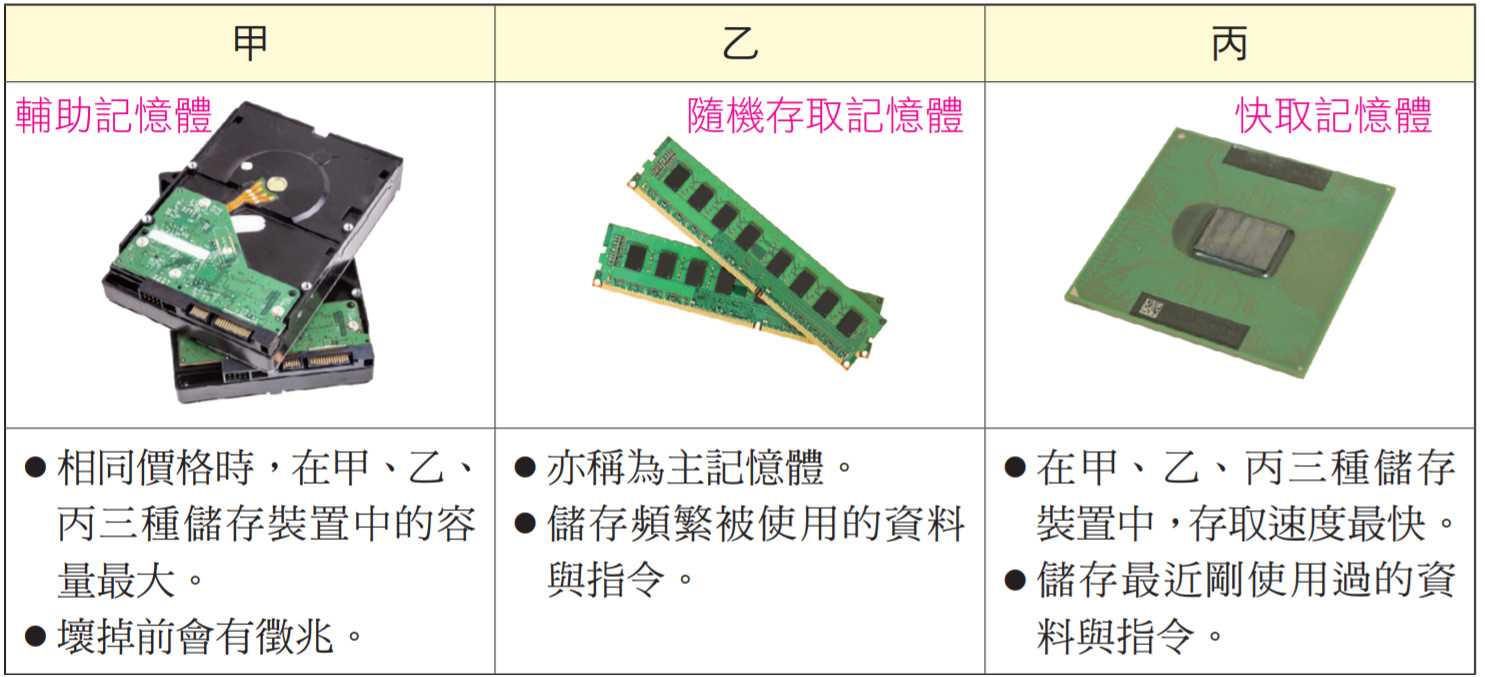 甲
乙
丙
輔助記憶體
隨機存取記憶體
快取記憶體
●相同價格時，在甲、乙、
丙三種儲存裝置中的容
量最大。
●壞掉前會有徵兆。
●亦稱為主記憶體。
●儲存頻繁被使用的資料
與指令。
●在甲、乙、丙三種儲存
裝置中，存取速度最快。
●儲存最近剛使用過的資
料與指令。